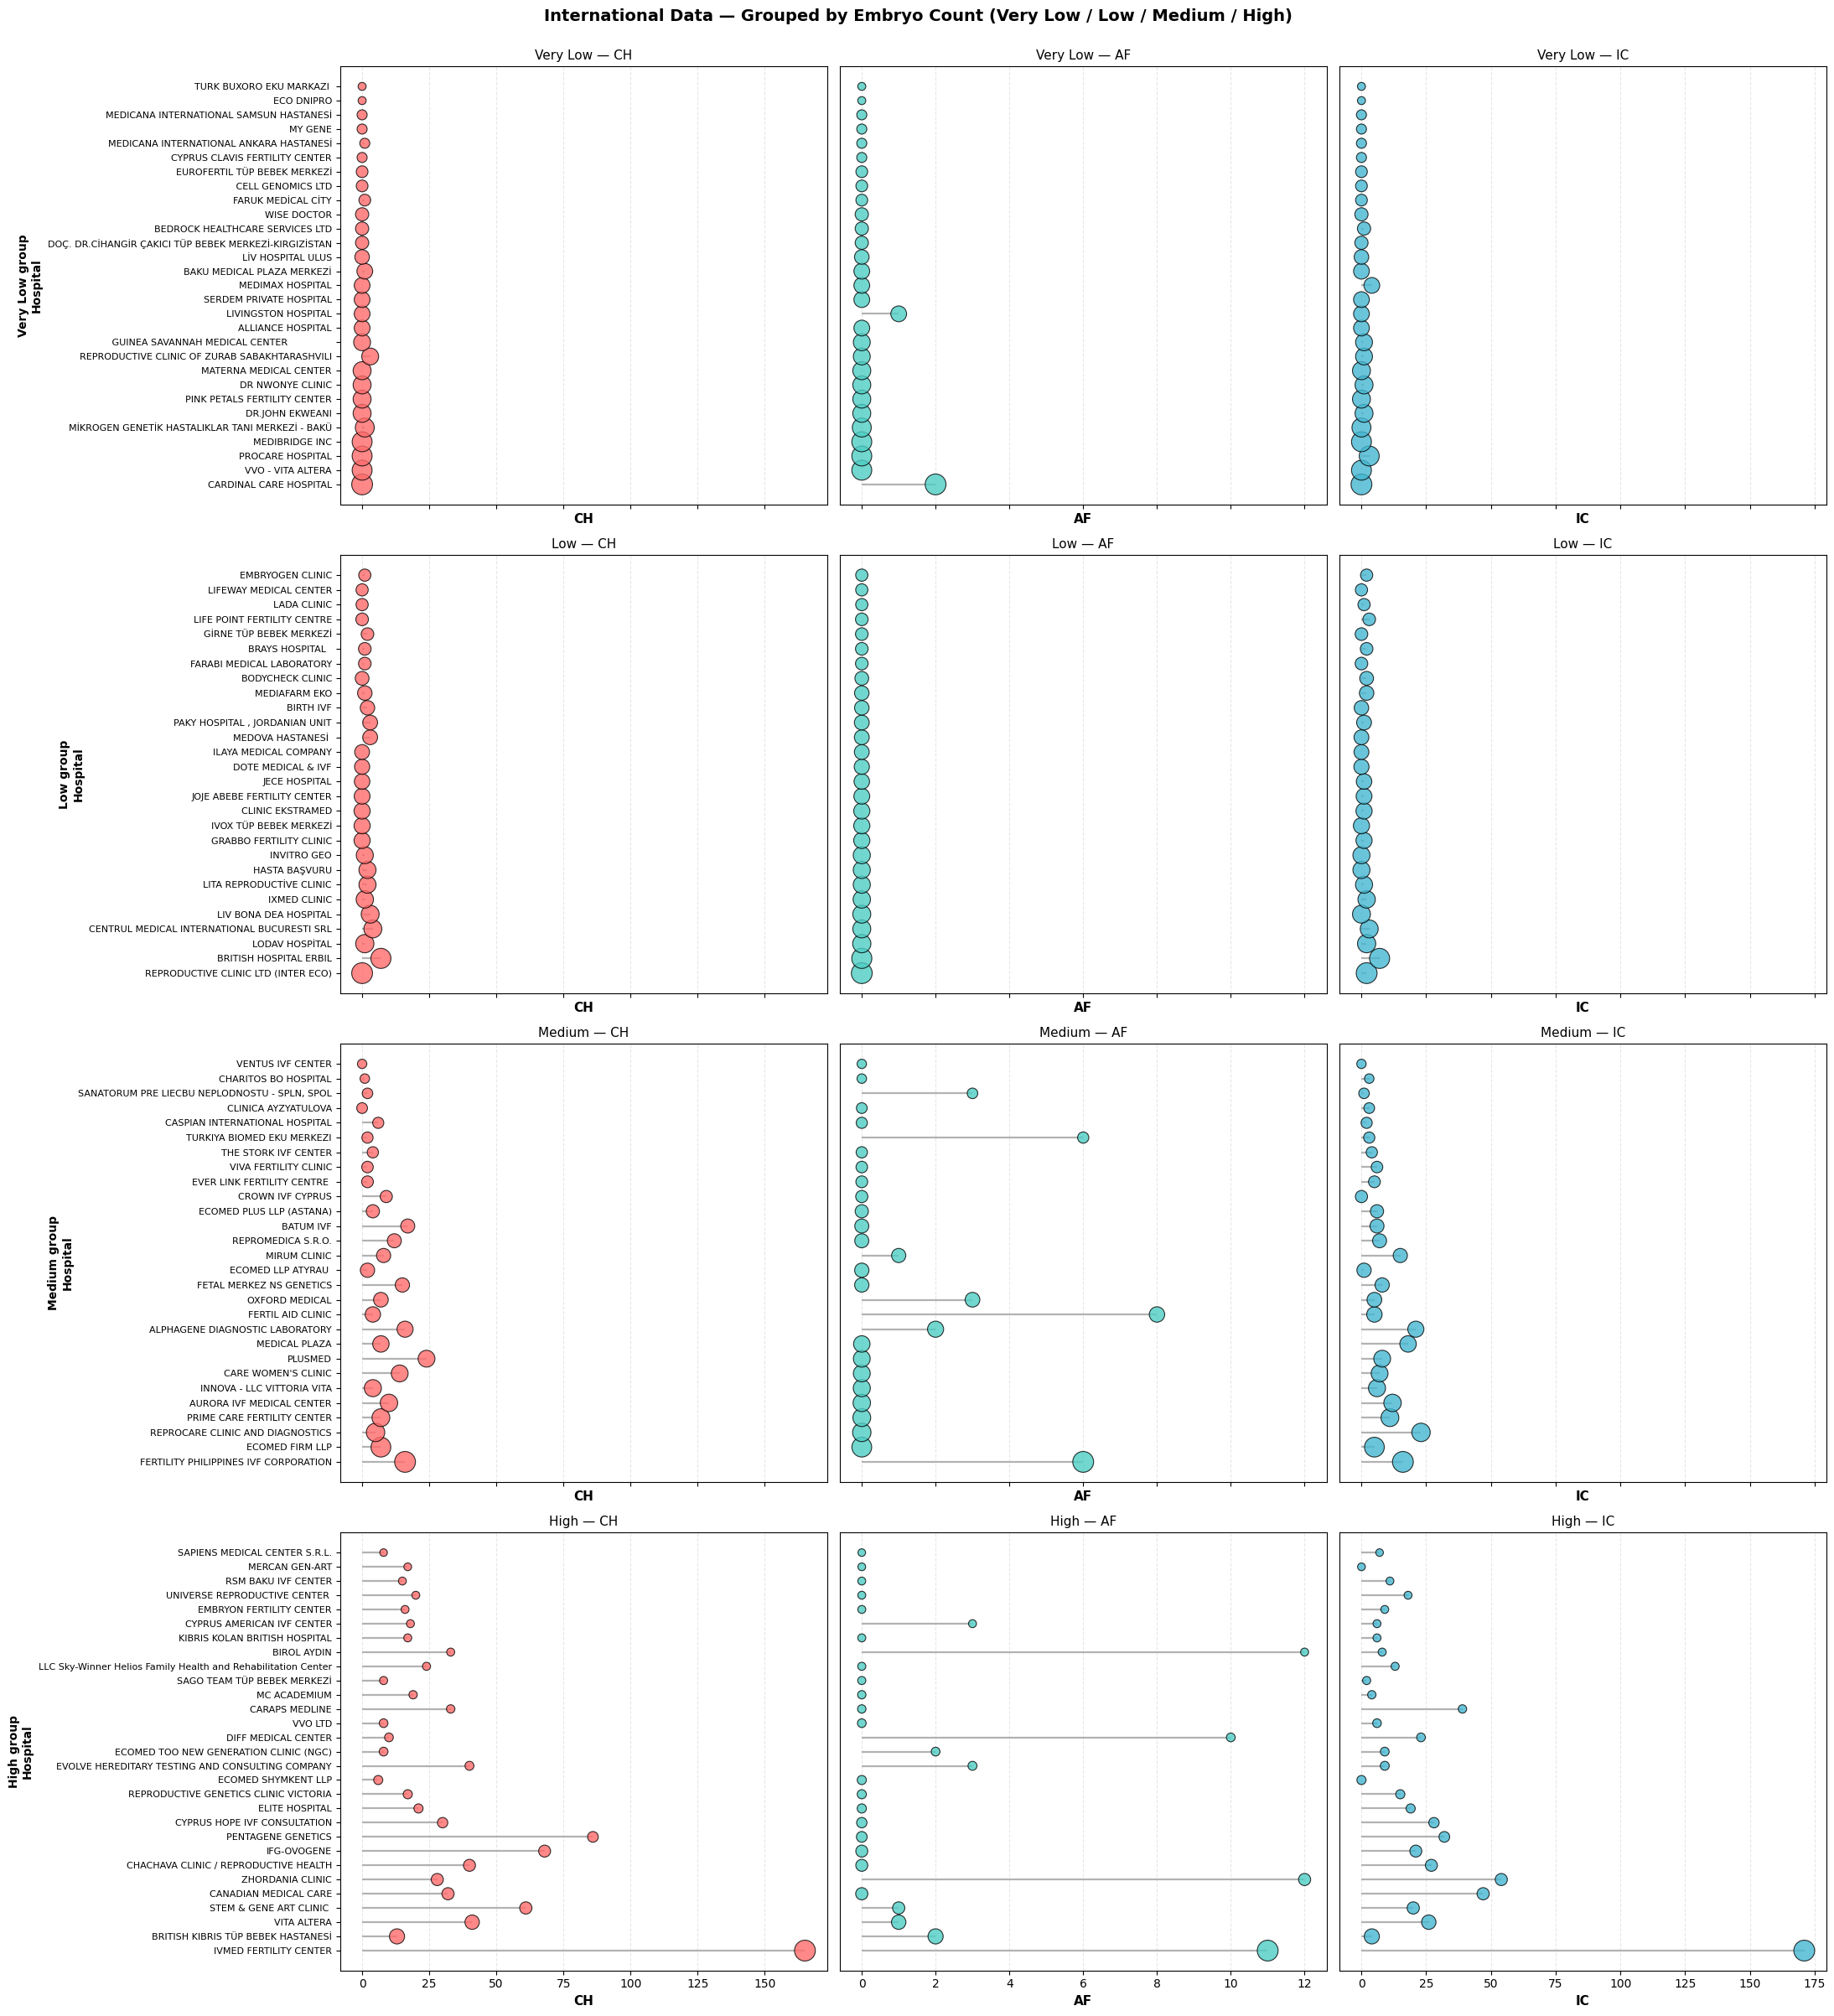 International Data — Grouped by Embryo Count (Very Low / Low / Medium / High)
Very Low — CH
Very Low — AF
Very Low — IC
Very Low group
Hospital
TURK BUXORO EKU MARKAZI
ECO DNIPRO
MEDICANA INTERNATIONAL SAMSUN HASTANESİ
MY GENE
MEDICANA INTERNATIONAL ANKARA HASTANESİ
CYPRUS CLAVIS FERTILITY CENTER
EUROFERTIL TÜP BEBEK MERKEZİ
CELL GENOMICS LTD
FARUK MEDİCAL CİTY
WISE DOCTOR
BEDROCK HEALTHCARE SERVICES LTD
DOÇ. DR.CİHANGİR ÇAKICI TÜP BEBEK MERKEZİ-KIRGIZİSTAN
LİV HOSPITAL ULUS
BAKU MEDICAL PLAZA MERKEZİ
MEDIMAX HOSPITAL
SERDEM PRIVATE HOSPITAL
LIVINGSTON HOSPITAL
ALLIANCE HOSPITAL
GUINEA SAVANNAH MEDICAL CENTER
REPRODUCTIVE CLINIC OF ZURAB SABAKHTARASHVILI
MATERNA MEDICAL CENTER
DR NWONYE CLINIC
PINK PETALS FERTILITY CENTER
DR.JOHN EKWEANI
MİKROGEN GENETİK HASTALIKLAR TANI MERKEZİ - BAKÜ
MEDIBRIDGE INC
PROCARE HOSPITAL
VVO - VITA ALTERA
CARDINAL CARE HOSPITAL
CH
AF
IC
Low — CH
Low — AF
Low — IC
Low group
Hospital
EMBRYOGEN CLINIC
LIFEWAY MEDICAL CENTER
LADA CLINIC
LIFE POINT FERTILITY CENTRE
GİRNE TÜP BEBEK MERKEZİ
BRAYS HOSPITAL
FARABI MEDICAL LABORATORY
BODYCHECK CLINIC
MEDIAFARM EKO
BIRTH IVF
PAKY HOSPITAL , JORDANIAN UNIT
MEDOVA HASTANESİ
ILAYA MEDICAL COMPANY
DOTE MEDICAL & IVF
JECE HOSPITAL
JOJE ABEBE FERTILITY CENTER
CLINIC EKSTRAMED
IVOX TÜP BEBEK MERKEZİ
GRABBO FERTILITY CLINIC
INVITRO GEO
HASTA BAŞVURU
LITA REPRODUCTİVE CLINIC
IXMED CLINIC
LIV BONA DEA HOSPITAL
CENTRUL MEDICAL INTERNATIONAL BUCURESTI SRL
LODAV HOSPİTAL
BRITISH HOSPITAL ERBIL
REPRODUCTIVE CLINIC LTD (INTER ECO)
CH
AF
IC
Medium — CH
Medium — AF
Medium — IC
Medium group
Hospital
VENTUS IVF CENTER
CHARITOS BO HOSPITAL
SANATORUM PRE LIECBU NEPLODNOSTU - SPLN, SPOL
CLINICA AYZYATULOVA
CASPIAN INTERNATIONAL HOSPITAL
TURKIYA BIOMED EKU MERKEZI
THE STORK IVF CENTER
VIVA FERTILITY CLINIC
EVER LINK FERTILITY CENTRE
CROWN IVF CYPRUS
ECOMED PLUS LLP (ASTANA)
BATUM IVF
REPROMEDICA S.R.O.
MIRUM CLINIC
ECOMED LLP ATYRAU
FETAL MERKEZ NS GENETICS
OXFORD MEDICAL
FERTIL AID CLINIC
ALPHAGENE DIAGNOSTIC LABORATORY
MEDICAL PLAZA
PLUSMED
CARE WOMEN'S CLINIC
INNOVA - LLC VITTORIA VITA
AURORA IVF MEDICAL CENTER
PRIME CARE FERTILITY CENTER
REPROCARE CLINIC AND DIAGNOSTICS
ECOMED FIRM LLP
FERTILITY PHILIPPINES IVF CORPORATION
CH
AF
IC
High — CH
High — AF
High — IC
High group
Hospital
SAPIENS MEDICAL CENTER S.R.L.
MERCAN GEN-ART
RSM BAKU IVF CENTER
UNIVERSE REPRODUCTIVE CENTER
EMBRYON FERTILITY CENTER
CYPRUS AMERICAN IVF CENTER
KIBRIS KOLAN BRITISH HOSPITAL
BIROL AYDIN
LLC Sky-Winner Helios Family Health and Rehabilitation Center
SAGO TEAM TÜP BEBEK MERKEZİ
MC ACADEMIUM
CARAPS MEDLINE
VVO LTD
DIFF MEDICAL CENTER
ECOMED TOO NEW GENERATION CLINIC (NGC)
EVOLVE HEREDITARY TESTING AND CONSULTING COMPANY
ECOMED SHYMKENT LLP
REPRODUCTIVE GENETICS CLINIC VICTORIA
ELITE HOSPITAL
CYPRUS HOPE IVF CONSULTATION
PENTAGENE GENETICS
IFG-OVOGENE
CHACHAVA CLINIC / REPRODUCTIVE HEALTH
ZHORDANIA CLINIC
CANADIAN MEDICAL CARE
STEM & GENE ART CLINIC
VITA ALTERA
BRITISH KIBRIS TÜP BEBEK HASTANESİ
IVMED FERTILITY CENTER
0 25 50 75 100 125 150
0 2 4 6 8 10 12
0 25 50 75 100 125 150 175
CH
AF
IC